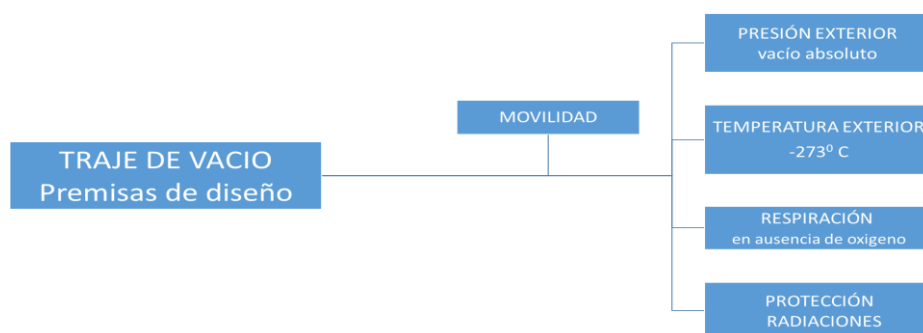 TRAJE DE VACIO
Premisas de diseño
MOVILIDAD
PRESIÓN EXTERIOR
vacío absoluto
TEMPERATURA EXTERIOR
-273⁰ C
RESPIRACIÓN
en ausencia de oxigeno
PROTECCIÓN
RADIACIONES